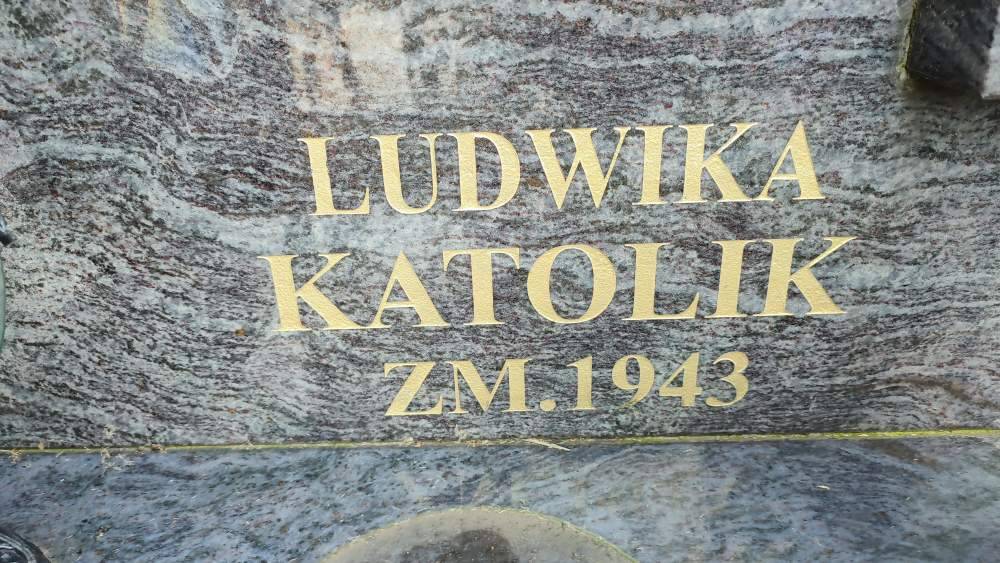 LUDWIKA
KATOLIK
ZM.1943